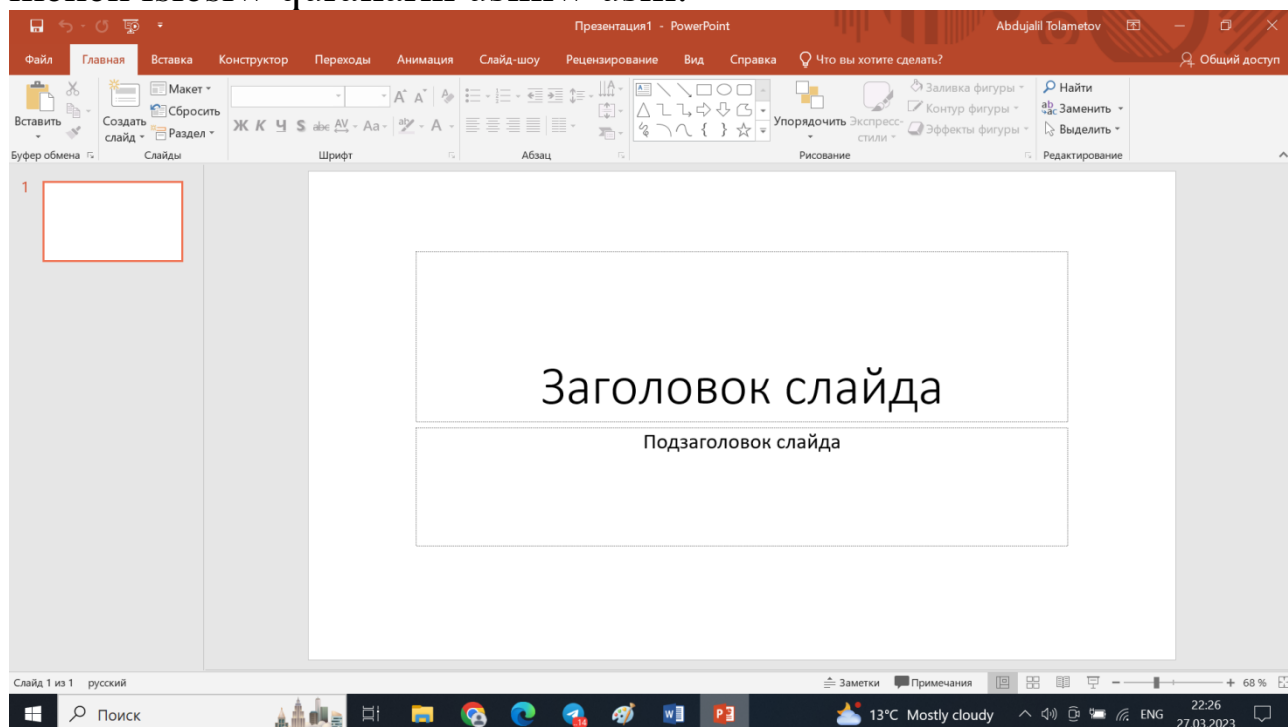 Презентация1 - PowerPoint
Abdujalil Tolametov
Файл Главная Вставка Конструктор Переходы Анимация Слайд-шоу Рецензирование Вид Справка Что вы хотите сделать? Общий доступ
Вставить
Создать слайд
Макет
Сбросить
Раздел
Ж К Ч S abc AV Aa A
Упорядочить
Экспресс-стили
Заливка фигуры
Контур фигуры
Эффекты фигуры
Найти
Заменить
Выделить
Буфер обмена Слайды Шрифт Абзац Рисование Редактирование
1
Заголовок слайда
Подзаголовок слайда
Слайд 1 из 1 русский Заметки Примечания 68 %
Поиск 13°C Mostly cloudy ENG 22:26
27.03.2023